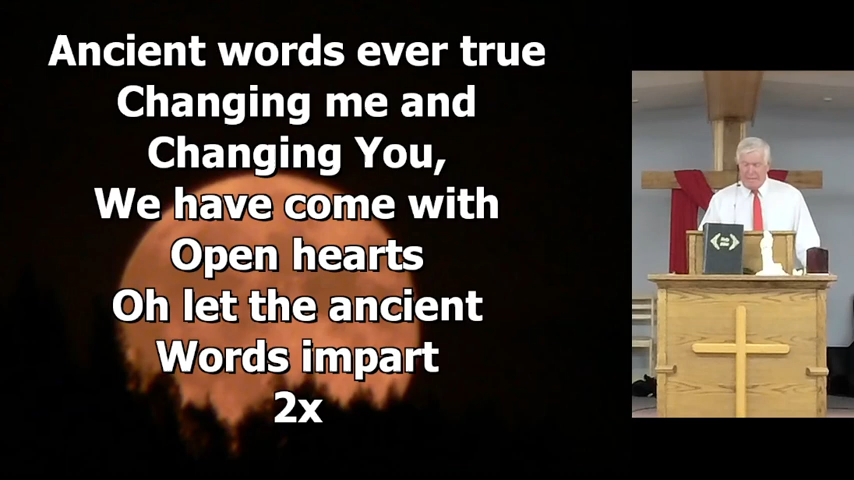 Ancient words ever true
Changing me and
Changing You,
We have come with
Open hearts
Oh let the ancient
Words impart
2x